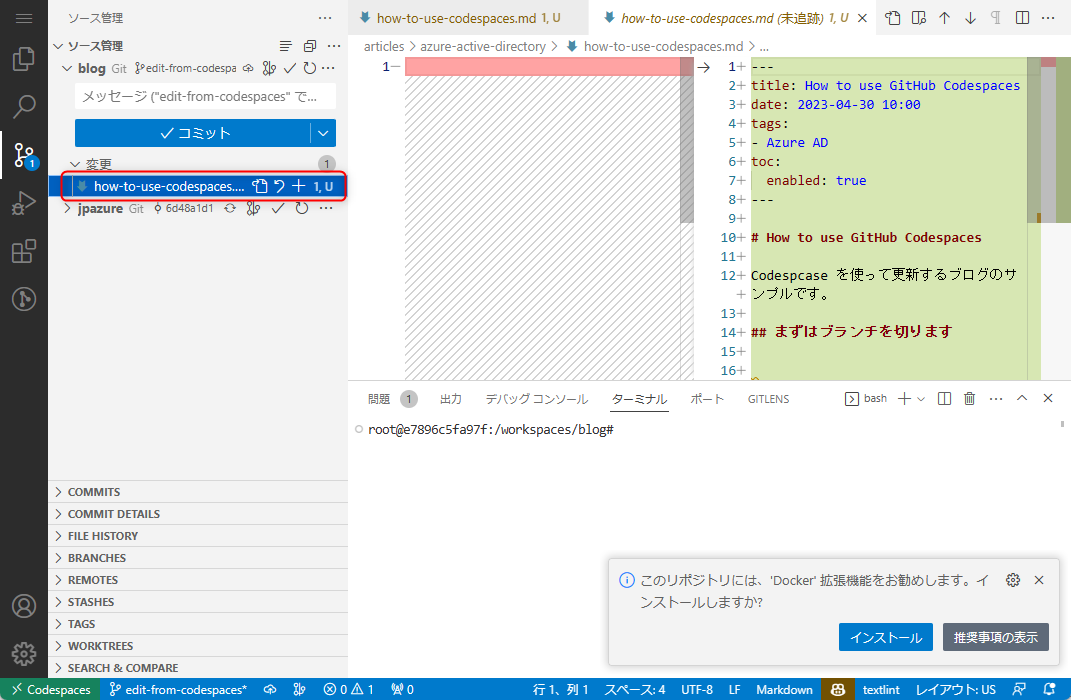 ソース管理
ソース管理
blog Git edit-from-codespa
メッセージ ("edit-from-codespaces" で...
コミット
変更 1
how-to-use-codespaces.... 1, U
jpazure Git 6d48a1d1
COMMITS
COMMIT DETAILS
FILE HISTORY
BRANCHES
REMOTES
STASHES
TAGS
WORKTREES
SEARCH & COMPARE
1
how-to-use-codespaces.md 1, U
how-to-use-codespaces.md (未追跡) 1, U
articles > azure-active-directory > how-to-use-codespaces.md > ...
1−
1+ ---
2+ title: How to use GitHub Codespaces
3+ date: 2023-04-30 10:00
4+ tags:
5+ - Azure AD
6+ toc:
7+ enabled: true
8+ ---
9+
10+ # How to use GitHub Codespaces
11+
12+ Codespcase を使って更新するブログのサ
+ ンプルです。
13+
14+ ## まずはブランチを切ります
15+
16+
問題 1 出力 デバッグ コンソール ターミナル ポート GITLENS bash
root@e7896c5fa97f:/workspaces/blog#
このリポジトリには、'Docker' 拡張機能をお勧めします。イ
ンストールしますか?
インストール 推奨事項の表示
Codespaces edit-from-codespaces* 0 1 0 行 1、列 1 スペース: 4 UTF-8 LF Markdown textlint レイアウト: US